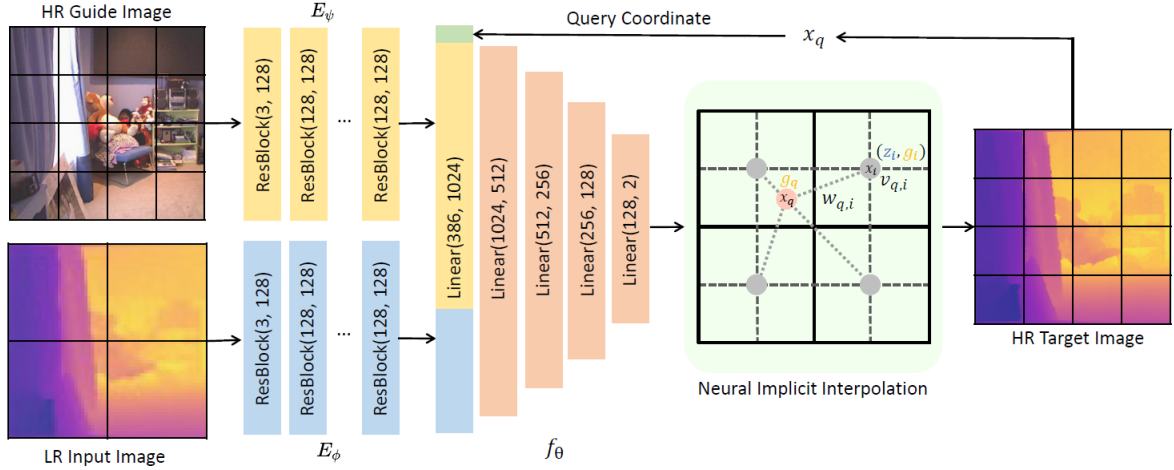 HR Guide Image
E_ψ
Query Coordinate
x_q
ResBlock(3, 128)
ResBlock(128, 128)
...
ResBlock(128, 128)
Linear(386, 1024)
Linear(1024, 512)
Linear(512, 256)
Linear(256, 128)
Linear(128, 2)
(z_i, g_i)
x_i
v_{q,i}
g_q
x_q
w_{q,i}
Neural Implicit Interpolation
HR Target Image
ResBlock(3, 128)
ResBlock(128, 128)
...
ResBlock(128, 128)
LR Input Image
E_ϕ
f_θ